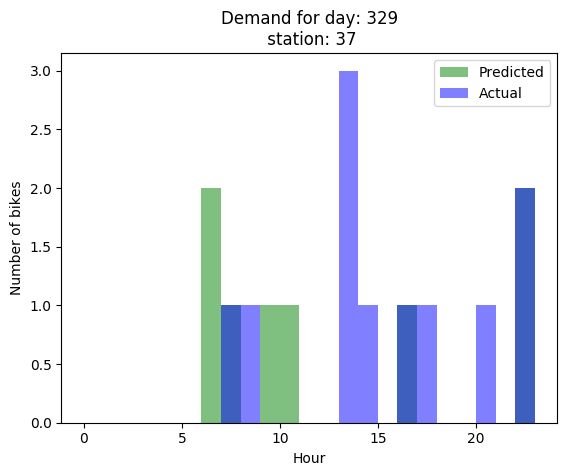 Demand for day: 329
station: 37
Predicted
Actual
Number of bikes
3.0
2.5
2.0
1.5
1.0
0.5
0.0
0
5
10
15
20
Hour